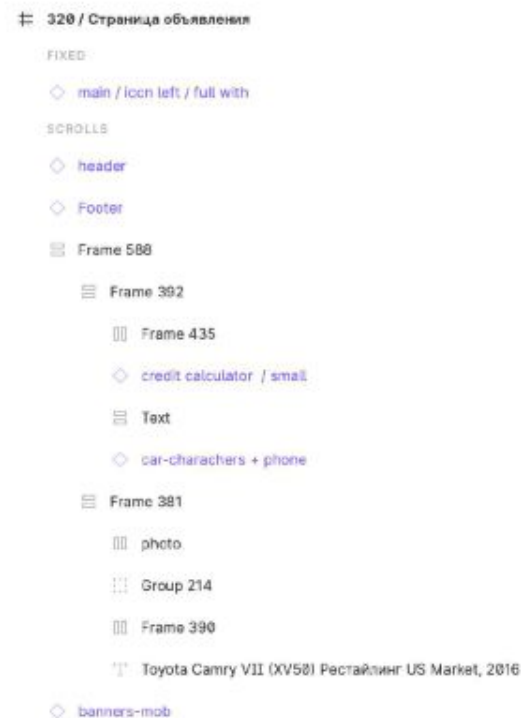 320 / Страница объявления
FIXED
main / iccn left / full with
SCROLLS
header
Footer
Frame 588
Frame 392
Frame 435
credit calculator / small
Text
car-charachers + phone
Frame 381
photo
Group 214
Frame 390
Toyota Camry VII (XV50) Рестайлинг US Market, 2016
banners-mob